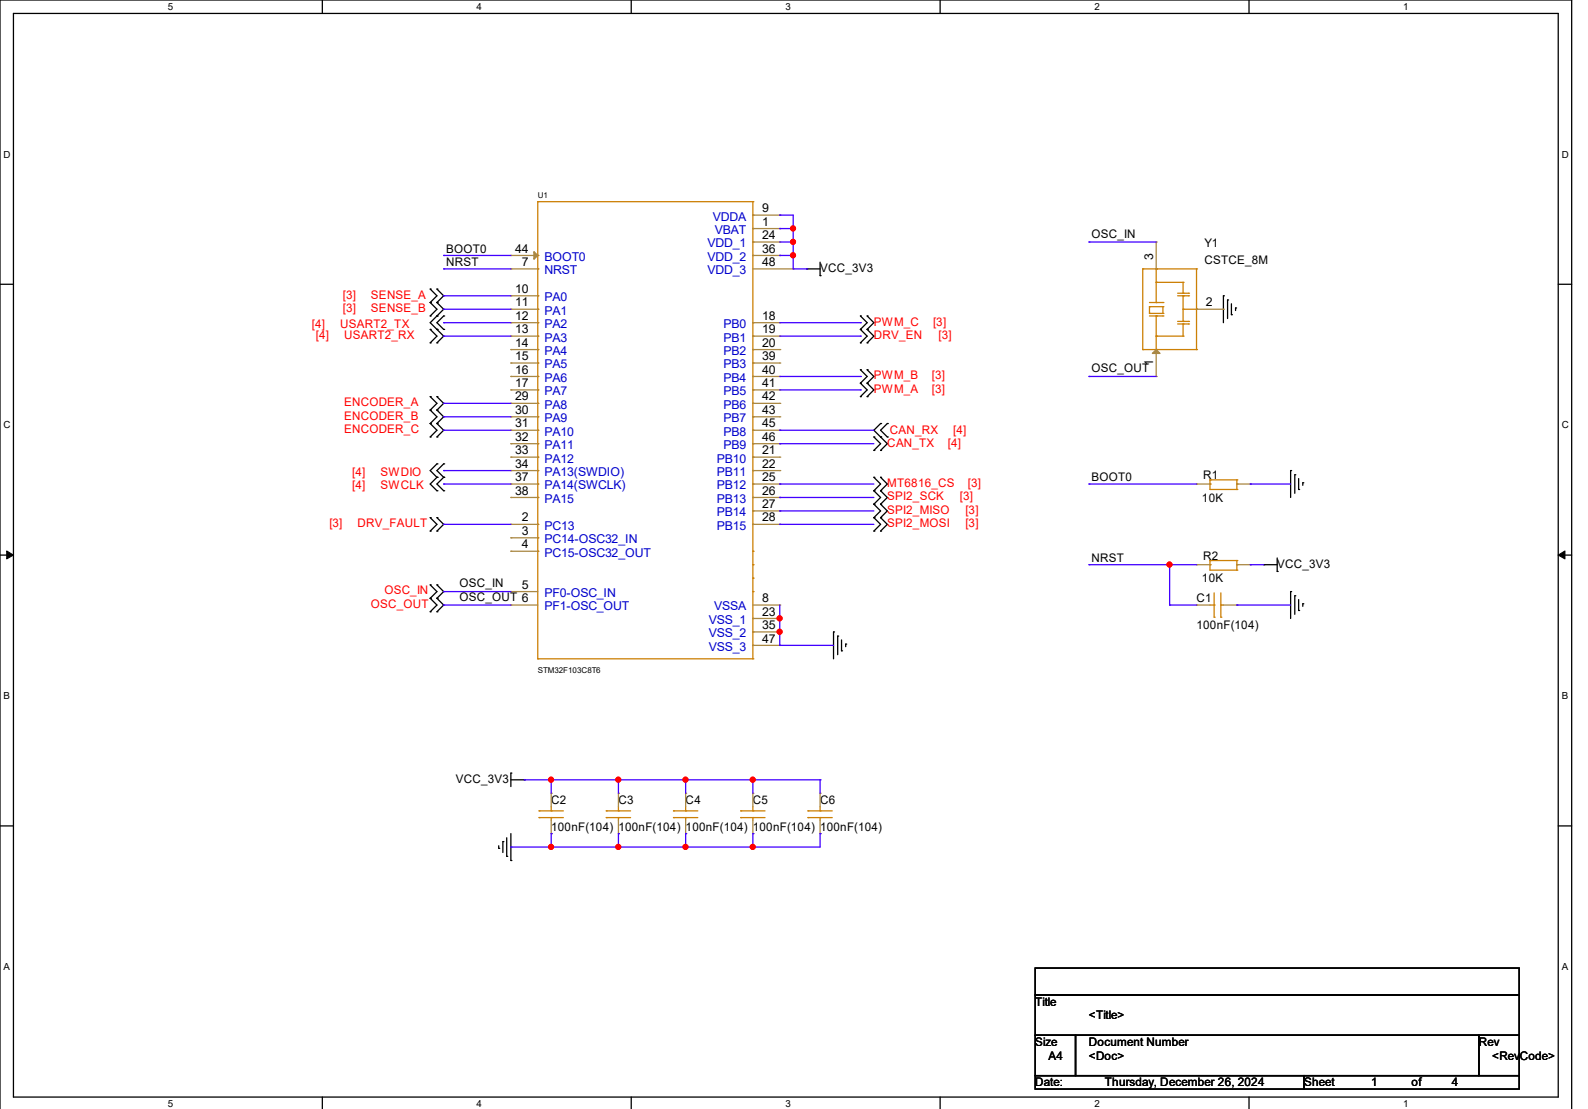 5 4 3 2 1
D D
C C
B B
A A
U1
BOOT0 44 BOOT0
NRST 7 NRST
[3] SENSE_A 10 PA0
[3] SENSE_B 11 PA1
[4] USART2_TX 12 PA2
[4] USART2_RX 13 PA3
14 PA4
15 PA5
16 PA6
17 PA7
ENCODER_A 29 PA8
ENCODER_B 30 PA9
ENCODER_C 31 PA10
32 PA11
33 PA12
[4] SWDIO 34 PA13(SWDIO)
[4] SWCLK 37 PA14(SWCLK)
38 PA15
[3] DRV_FAULT 2 PC13
3 PC14-OSC32_IN
4 PC15-OSC32_OUT
OSC_IN OSC_IN 5 PF0-OSC_IN
OSC_OUT OSC_OUT 6 PF1-OSC_OUT
VDDA 9
VBAT 1
VDD_1 24
VDD_2 36
VDD_3 48 VCC_3V3
PB0 18 PWM_C [3]
PB1 19 DRV_EN [3]
PB2 20
PB3 39
PB4 40 PWM_B [3]
PB5 41 PWM_A [3]
PB6 42
PB7 43
PB8 45 CAN_RX [4]
PB9 46 CAN_TX [4]
PB10 21
PB11 22
PB12 25 MT6816_CS [3]
PB13 26 SPI2_SCK [3]
PB14 27 SPI2_MISO [3]
PB15 28 SPI2_MOSI [3]
VSSA 8
VSS_1 23
VSS_2 35
VSS_3 47
STM32F103C8T6
OSC_IN
Y1
CSTCE_8M
3
2
1
OSC_OUT
BOOT0 R1
10K
NRST R2 VCC_3V3
10K
C1
100nF(104)
VCC_3V3
C2 C3 C4 C5 C6
100nF(104) 100nF(104) 100nF(104) 100nF(104) 100nF(104)
Title
<Title>
Size Document Number Rev
A4 <Doc> <RevCode>
Date: Thursday, December 26, 2024 Sheet 1 of 4
5 4 3 2 1